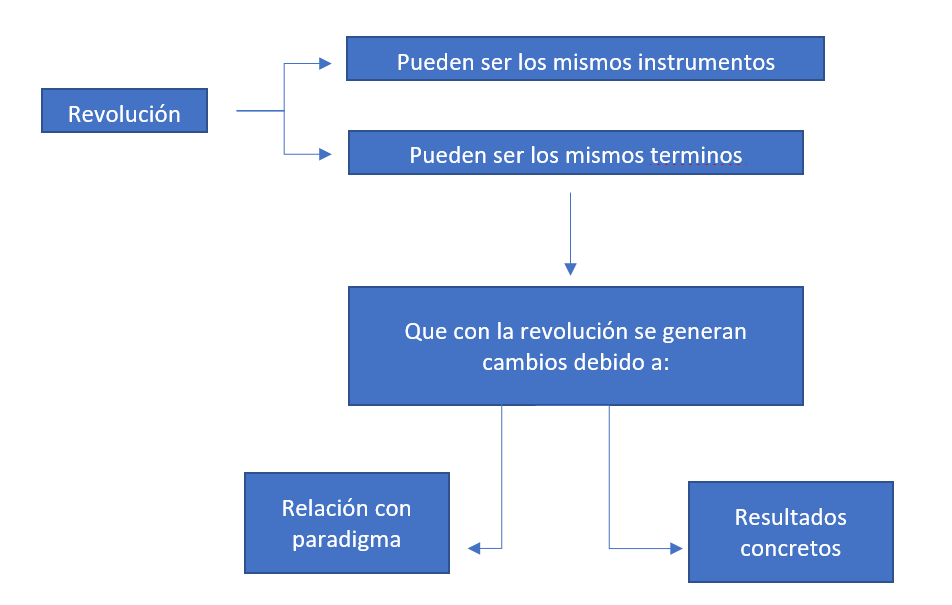 Pueden ser los mismos instrumentos
Revolución
Pueden ser los mismos terminos
Que con la revolución se generan
cambios debido a:
Relación con
paradigma
Resultados
concretos